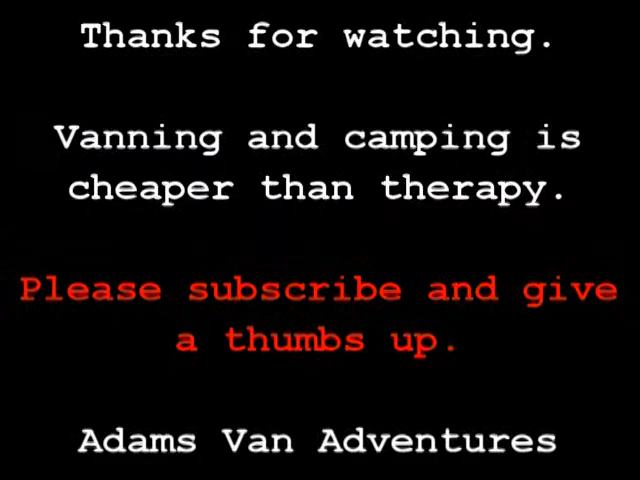 Thanks for watching.
Vanning and camping is
cheaper than therapy.
Please subscribe and give
a thumbs up.
Adams Van Adventures